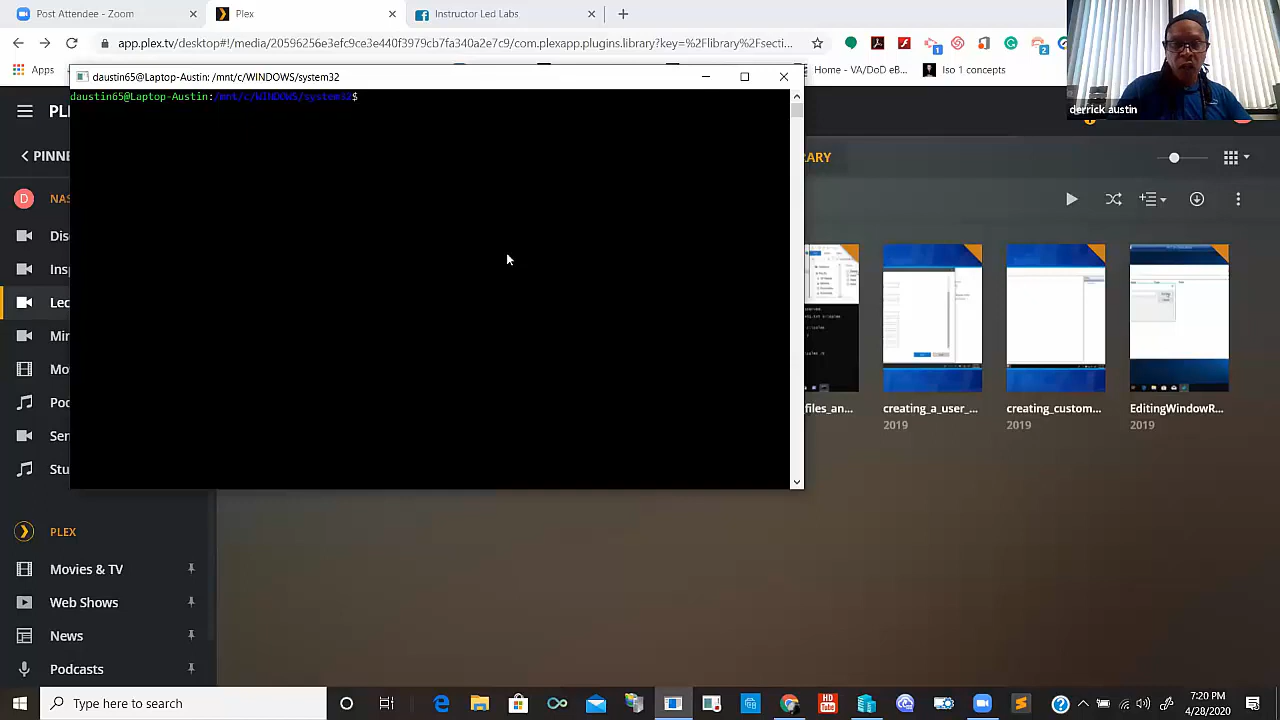 Post Attendee - Zoom
Plex
Instructor Led Labs
app.plex.tv/desktop#!/media/20596256e3efc9ce3e440f3979cb7fa340a2e7c9/com.plexapp.plugins.library?key=%2Flibrary%2Fsecti...
Apps
Home - VA/DoD eB...
Iso 1 concepts
daustin65@Laptop-Austin: /mnt/c/WINDOWS/system32
daustin65@Laptop-Austin:/mnt/c/WINDOWS/system32$
derrick austin
PL
PINNE
ARY
D
NAS
Dis
Insp
Lec
Mir
Mo
Pod
Ser
Stu
files_an...
creating_a_user_...
creating_custom...
EditingWindowR...
2019
2019
2019
PLEX
Movies & TV
Web Shows
News
Podcasts
Type here to search
7:20 PM
4/28/2020